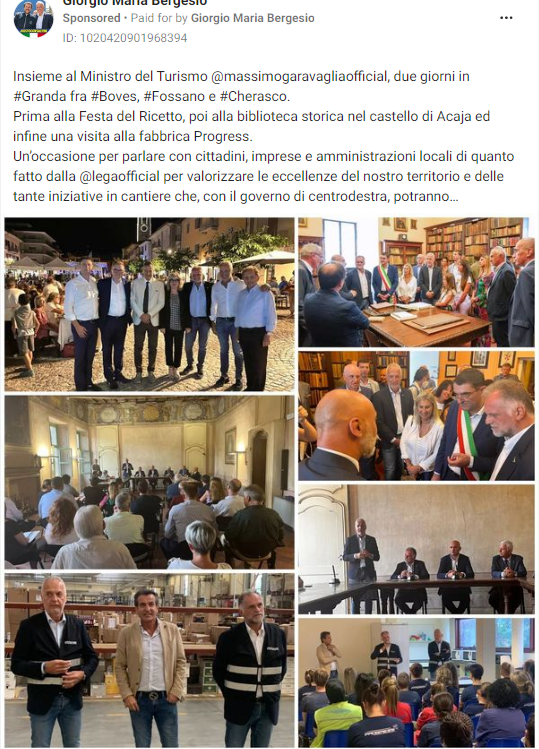 Giorgio Maria Bergesio
Sponsored • Paid for by Giorgio Maria Bergesio
ID: 1020420901968394
Insieme al Ministro del Turismo @massimogaravagliaofficial, due giorni in
#Granda fra #Boves, #Fossano e #Cherasco.
Prima alla Festa del Ricetto, poi alla biblioteca storica nel castello di Acaja ed
infine una visita alla fabbrica Progress.
Un'occasione per parlare con cittadini, imprese e amministrazioni locali di quanto
fatto dalla @legaofficial per valorizzare le eccellenze del nostro territorio e delle
tante iniziative in cantiere che, con il governo di centrodestra, potranno…